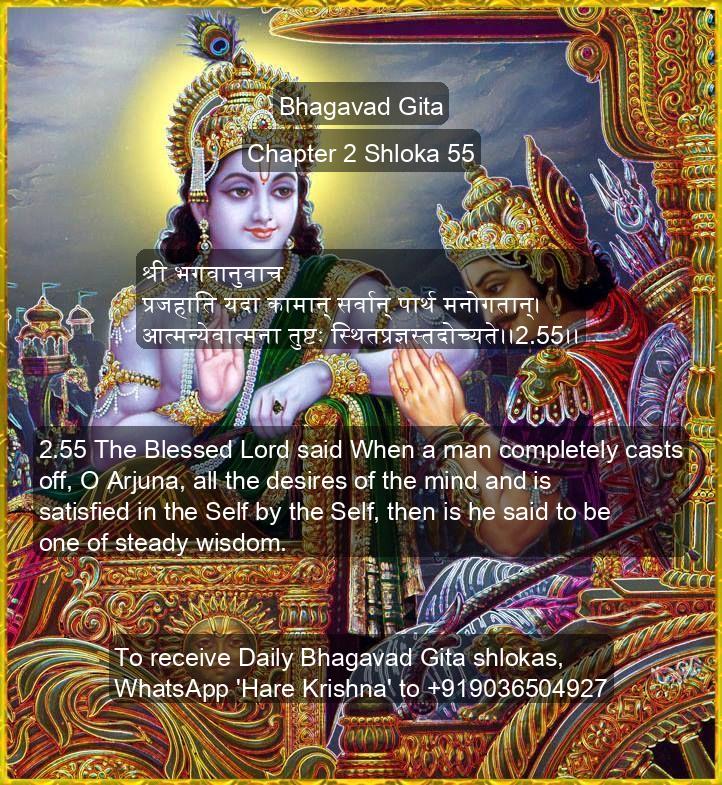 Bhagavad Gita
Chapter 2 Shloka 55
श्री भगवानुवाच
प्रजहाति यदा कामान् सर्वान् पार्थ मनोगतान्।
आत्मन्येवात्मना तुष्टः स्थितप्रज्ञस्तदोच्यते।।2.55।।
2.55 The Blessed Lord said When a man completely casts
off, O Arjuna, all the desires of the mind and is
satisfied in the Self by the Self, then is he said to be
one of steady wisdom.
To receive Daily Bhagavad Gita shlokas,
WhatsApp 'Hare Krishna' to +919036504927